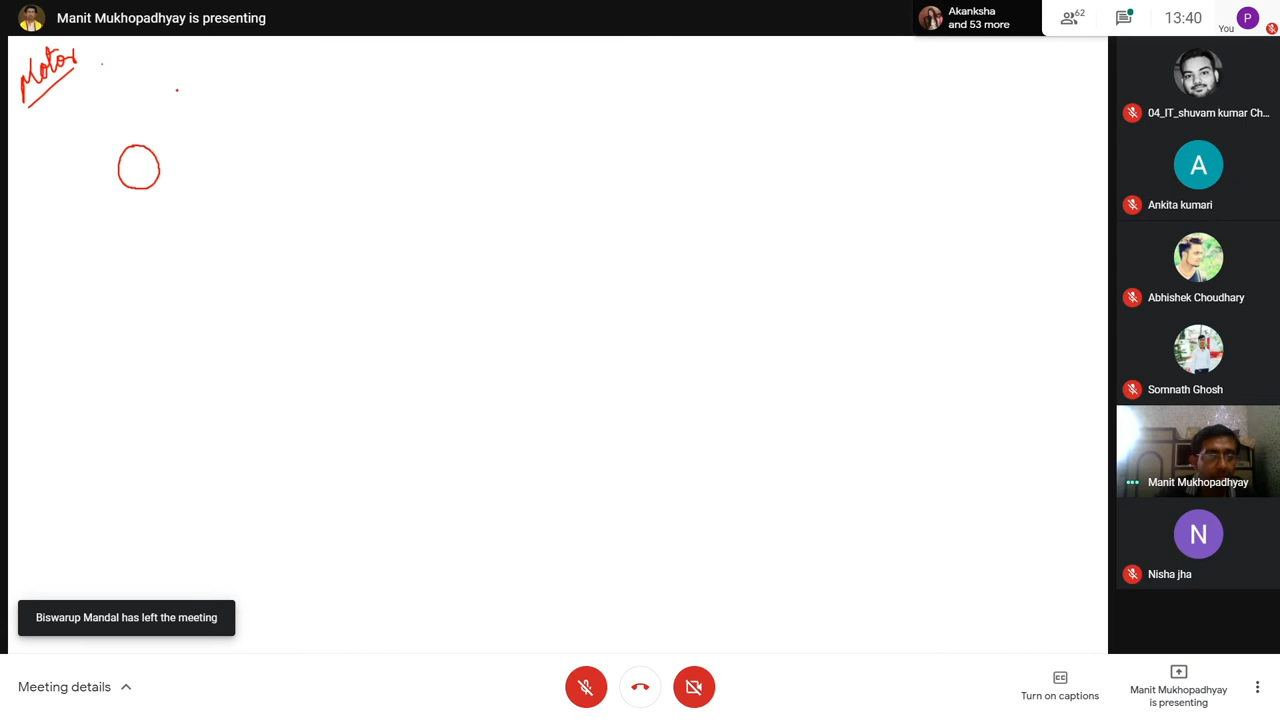 Manit Mukhopadhyay is presenting
Akanksha
and 53 more
62
13:40
You
P
Motor
04_IT_shuvam kumar Ch...
A
Ankita kumari
Abhishek Choudhary
Somnath Ghosh
Manit Mukhopadhyay
N
Nisha jha
Biswarup Mandal has left the meeting
Meeting details
CC
Turn on captions
Manit Mukhopadhyay
is presenting